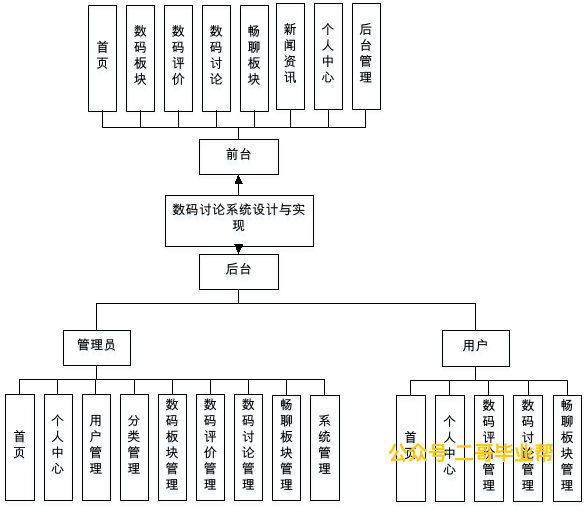 首页
数码板块
数码评价
数码讨论
畅聊板块
新闻资讯
个人中心
后台管理
前台
数码讨论系统设计与实
现
后台
管理员
用户
首页
个人中心
用户管理
分类管理
数码板块管理
数码评价管理
数码讨论管理
畅聊板块管理
系统管理
首页
个人中心
数码评价管理
数码讨论管理
畅聊板块管理
公众号 二哥毕业帮